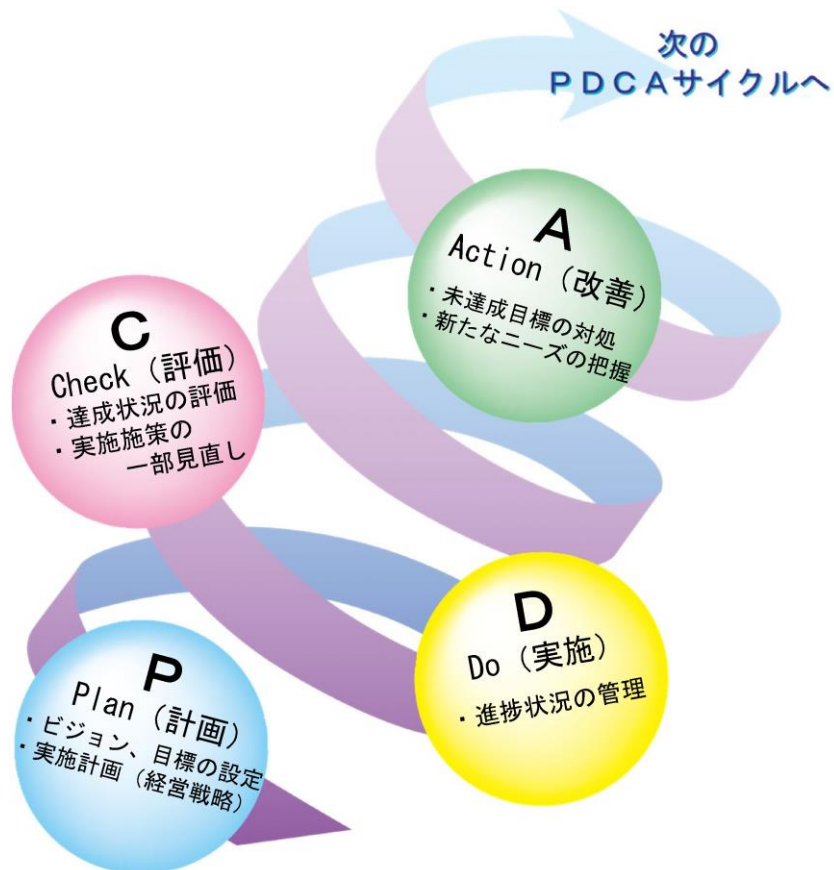 次の
PDCAサイクルへ
A
Action（改善）
・未達成目標の対処
・新たなニーズの把握
C
Check（評価）
・達成状況の評価
・実施施策の
一部見直し
D
Do（実施）
・進捗状況の管理
P
Plan（計画）
・ビジョン、目標の設定
・実施計画（経営戦略）